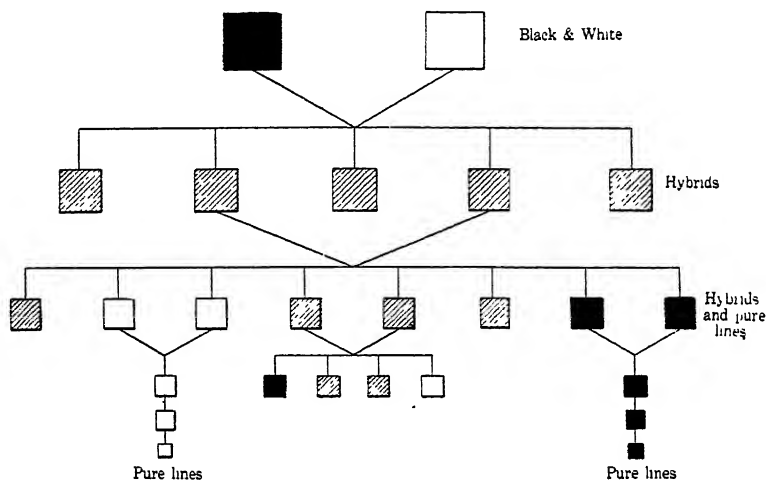 Black & White
Hybrids
Hybrids
and pure
lines
Pure lines
Pure lines